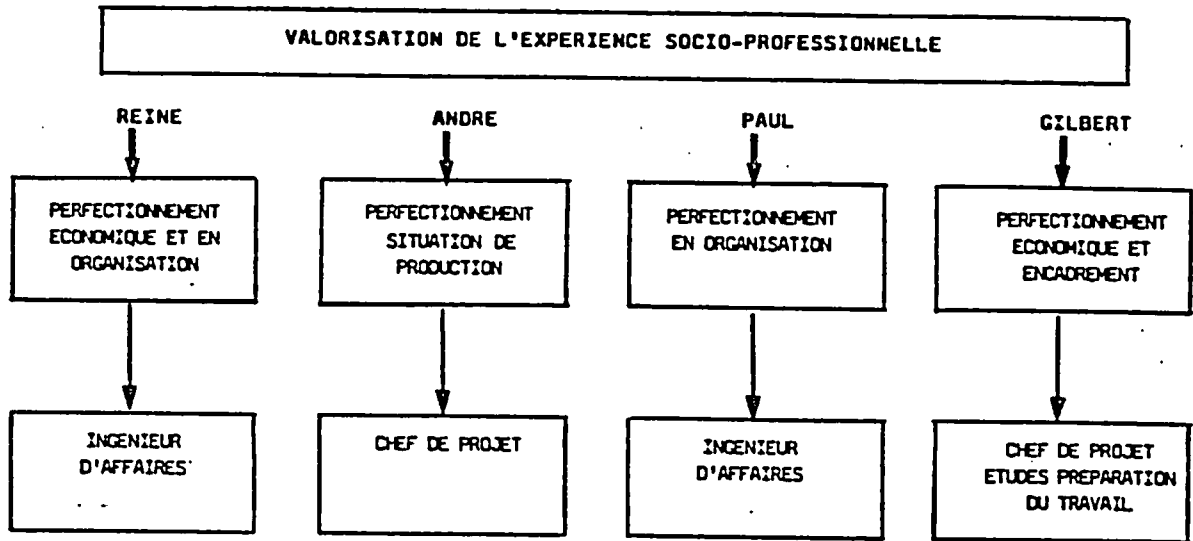 VALORISATION DE L'EXPERIENCE SOCIO-PROFESSIONNELLE
REINE
ANDRE
PAUL
GILBERT
PERFECTIONNEMENT
ECONOMIQUE ET EN
ORGANISATION
PERFECTIONNEMENT
SITUATION DE
PRODUCTION
PERFECTIONNEMENT
EN ORGANISATION
PERFECTIONNEMENT
ECONOMIQUE ET
ENCADREMENT
INGENIEUR
D'AFFAIRES
CHEF DE PROJET
INGENIEUR
D'AFFAIRES
CHEF DE PROJET
ETUDES PREPARATION
DU TRAVAIL